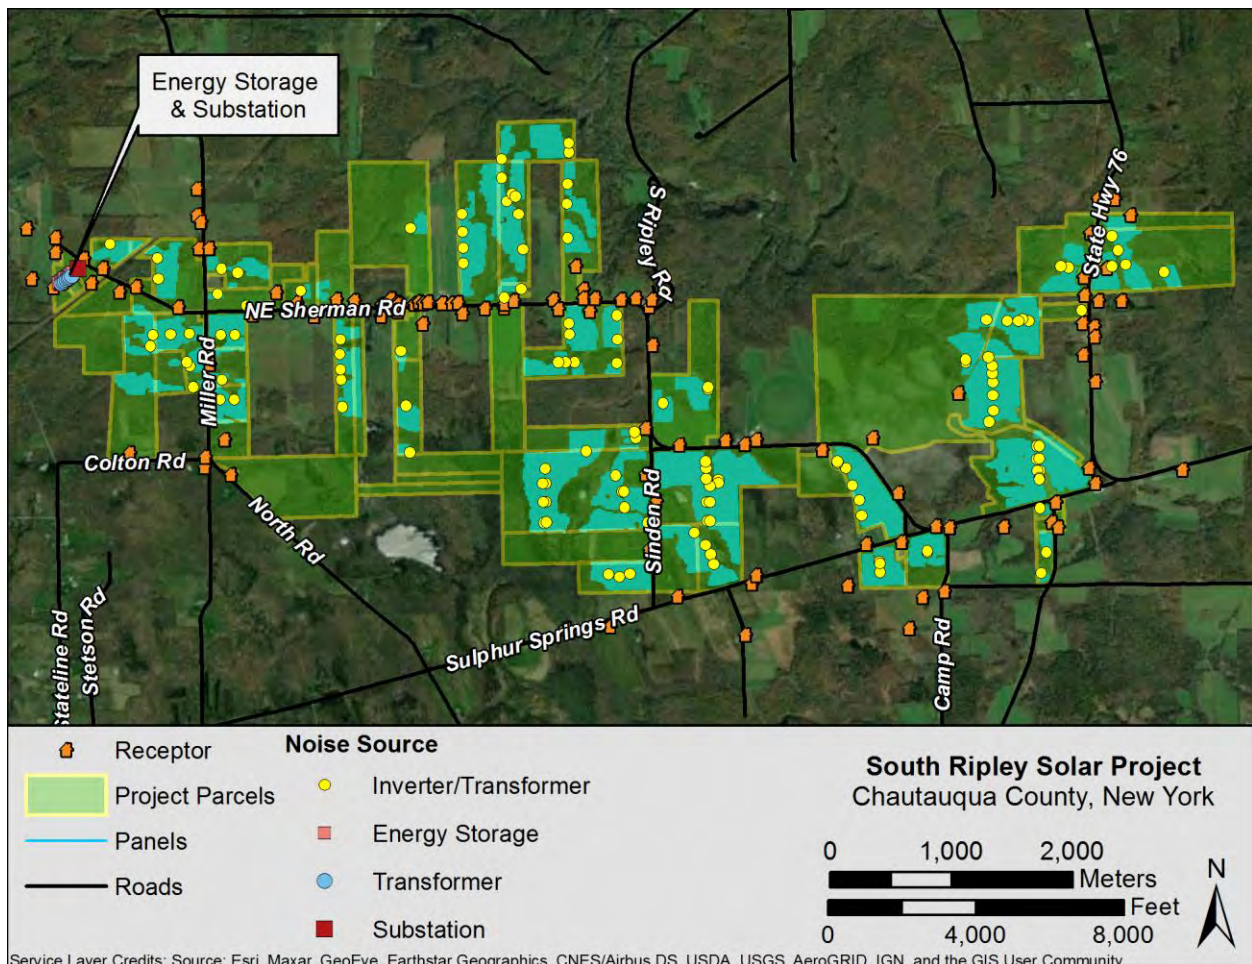 Energy Storage
& Substation
State Hwy 76
S Ripley Rd
NE Sherman Rd
Miller Rd
Colton Rd
North Rd
Sinden Rd
Stateline Rd
Stetson Rd
Sulphur Springs Rd
Camp Rd
Receptor
Project Parcels
Panels
Roads
Noise Source
Inverter/Transformer
Energy Storage
Transformer
Substation
South Ripley Solar Project
Chautauqua County, New York
0 1,000 2,000
Meters
Feet
0 4,000 8,000
N
Service Layer Credits: Source: Esri, Maxar, GeoEye, Earthstar Geographics, CNES/Airbus DS, USDA, USGS, AeroGRID, IGN, and the GIS User Community